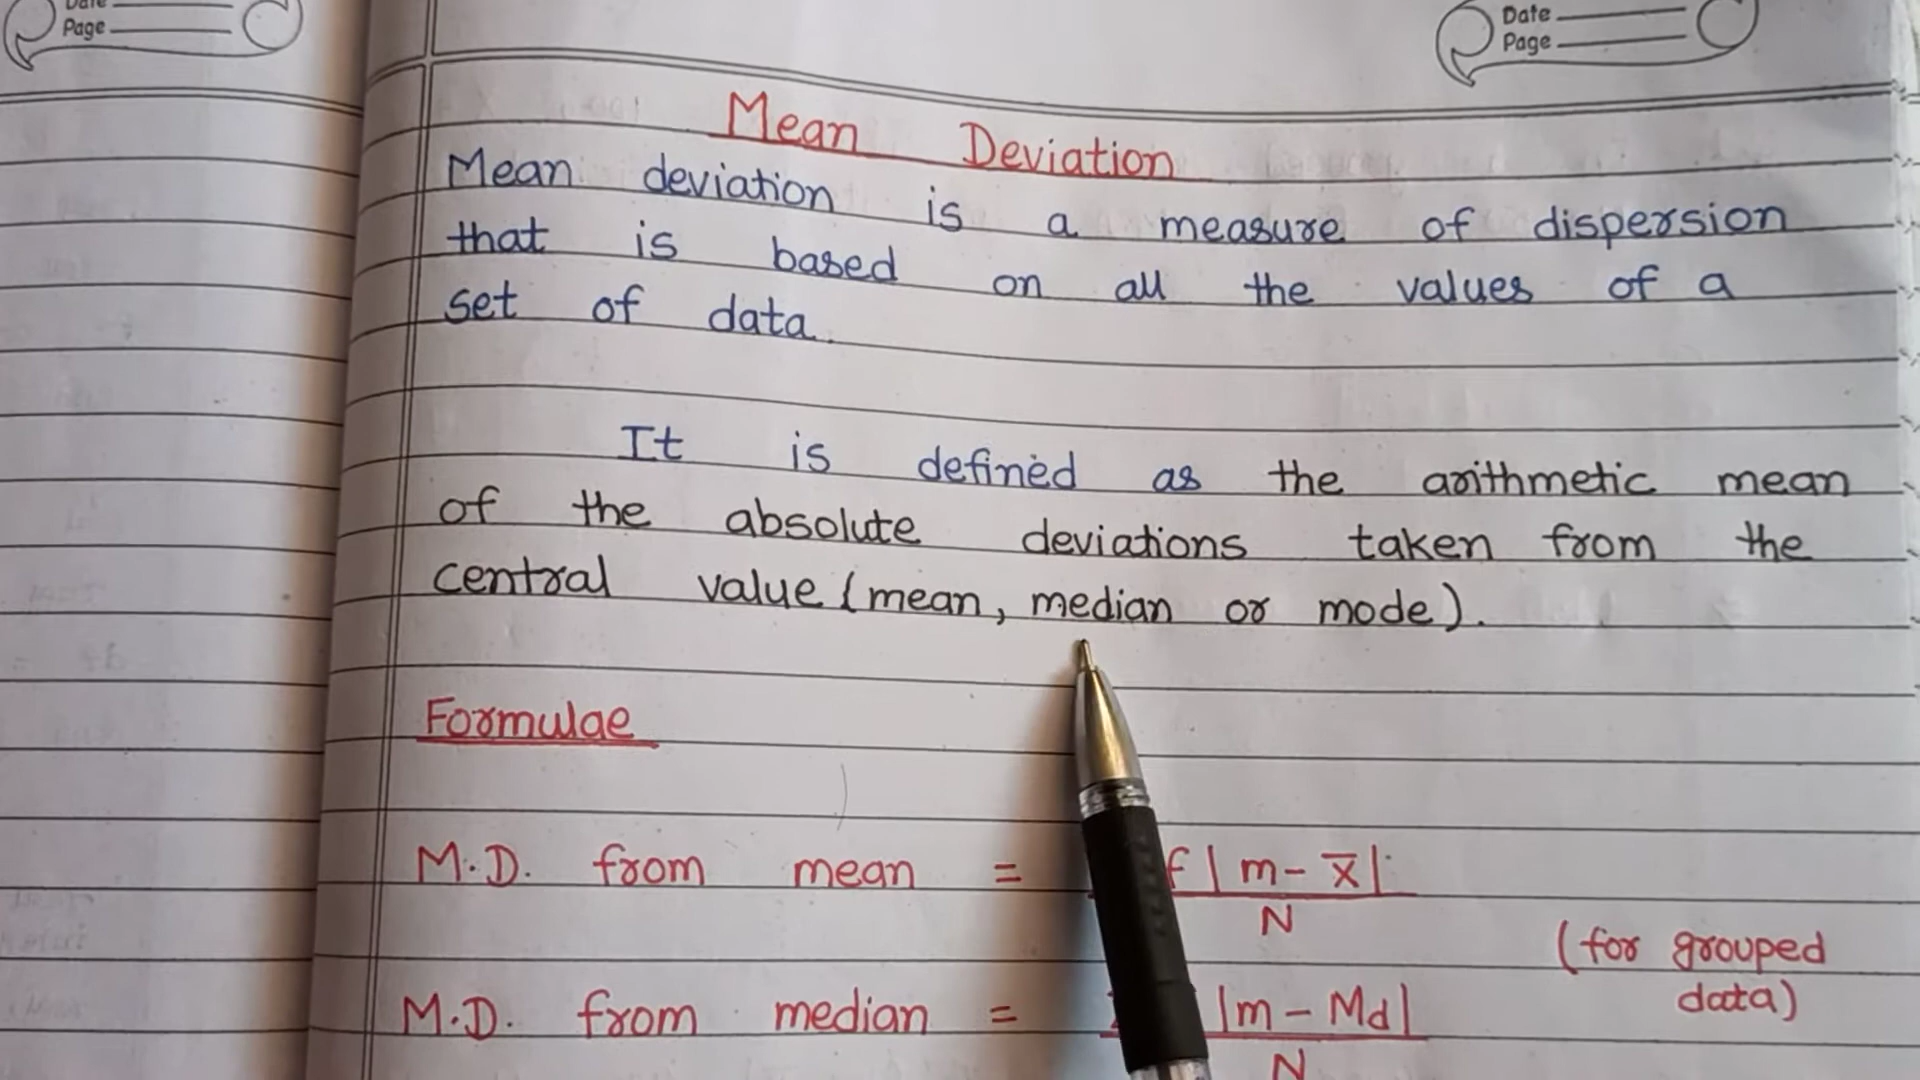 Date
Page
Date
Page
Mean Deviation
Mean deviation is a measure of dispersion
that is based on all the values of a
set of data.
It is defined as the arithmetic mean
of the absolute deviations taken from the
central value (mean, median or mode).
Formulae
M.D. from mean = f|m- x̅|
N
(for grouped
data)
M.D. from median = |m - Md|
N